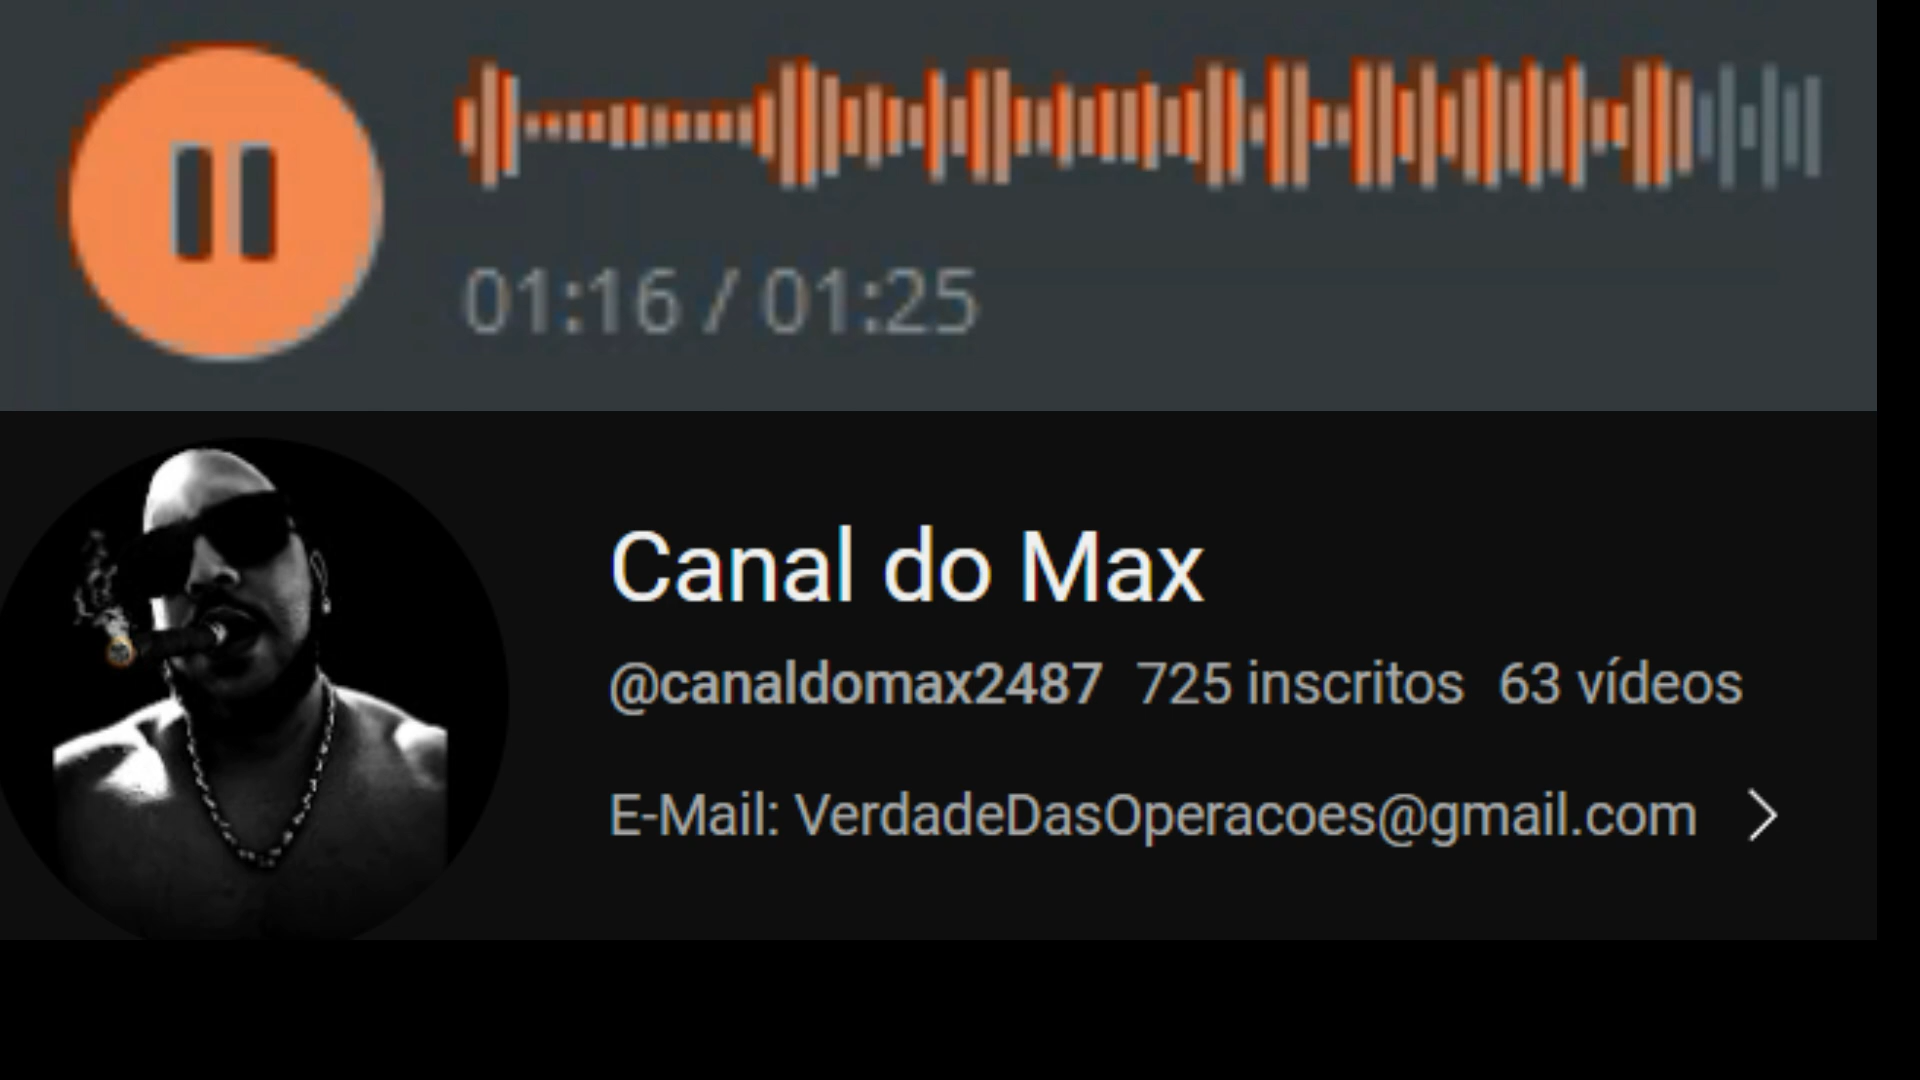 01:16 / 01:25
Canal do Max
@canaldomax2487 725 inscritos 63 vídeos
E-Mail: VerdadeDasOperacoes@gmail.com